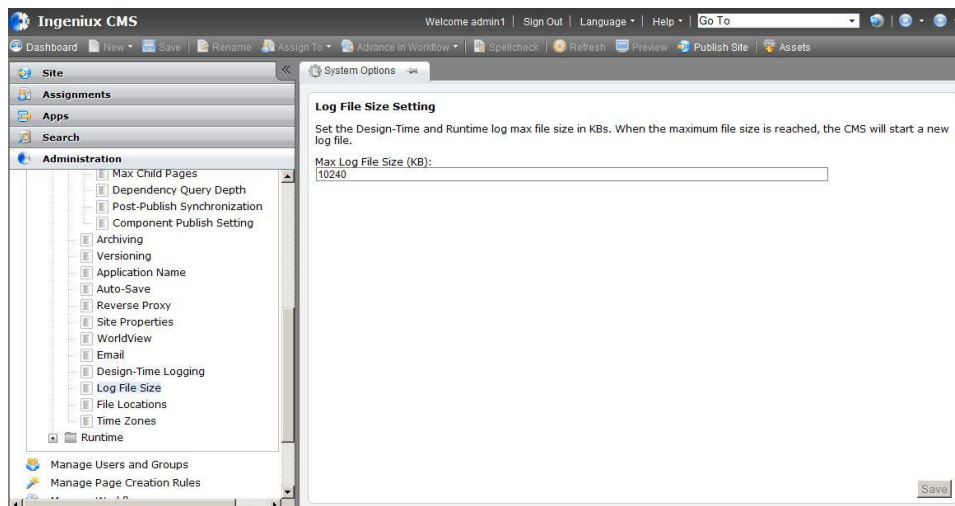 Ingeniux CMS
Welcome admin1 | Sign Out | Language | Help | Go To
Dashboard New Save | Rename Assign To Advance in Workflow | Spellcheck | Refresh Preview Publish Site | Assets
Site
Assignments
Apps
Search
Administration
Max Child Pages
Dependency Query Depth
Post-Publish Synchronization
Component Publish Setting
Archiving
Versioning
Application Name
Auto-Save
Reverse Proxy
Site Properties
WorldView
Email
Design-Time Logging
Log File Size
File Locations
Time Zones
Runtime
Manage Users and Groups
Manage Page Creation Rules
System Options
Log File Size Setting
Set the Design-Time and Runtime log max file size in KBs. When the maximum file size is reached, the CMS will start a new
log file.
Max Log File Size (KB):
10240
Save